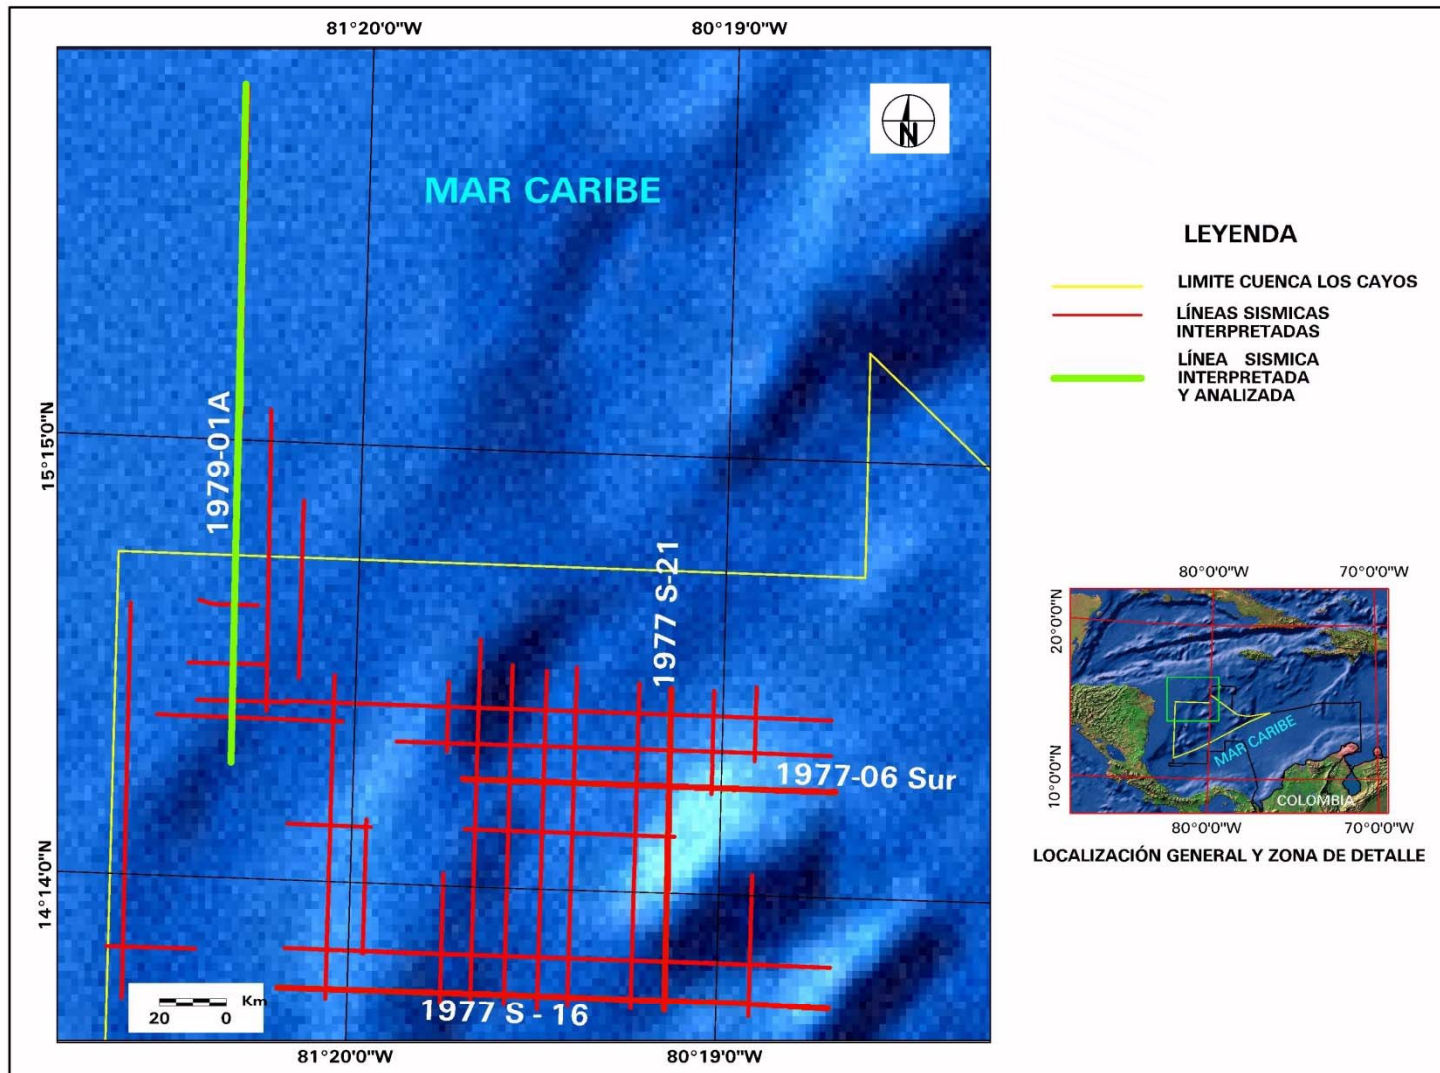 81°20'0"W
80°19'0"W
N
MAR CARIBE
LEYENDA
LIMITE CUENCA LOS CAYOS
LÍNEAS SISMICAS
INTERPRETADAS
LÍNEA SISMICA
INTERPRETADA
Y ANALIZADA
15°15'0"N
1979-01A
1977 S-21
1977-06 Sur
14°14'0"N
1977 S - 16
Km
20 0
81°20'0"W
80°19'0"W
80°0'0"W
70°0'0"W
20°0'0"N
10°0'0"N
MAR CARIBE
COLOMBIA
80°0'0"W
70°0'0"W
LOCALIZACIÓN GENERAL Y ZONA DE DETALLE